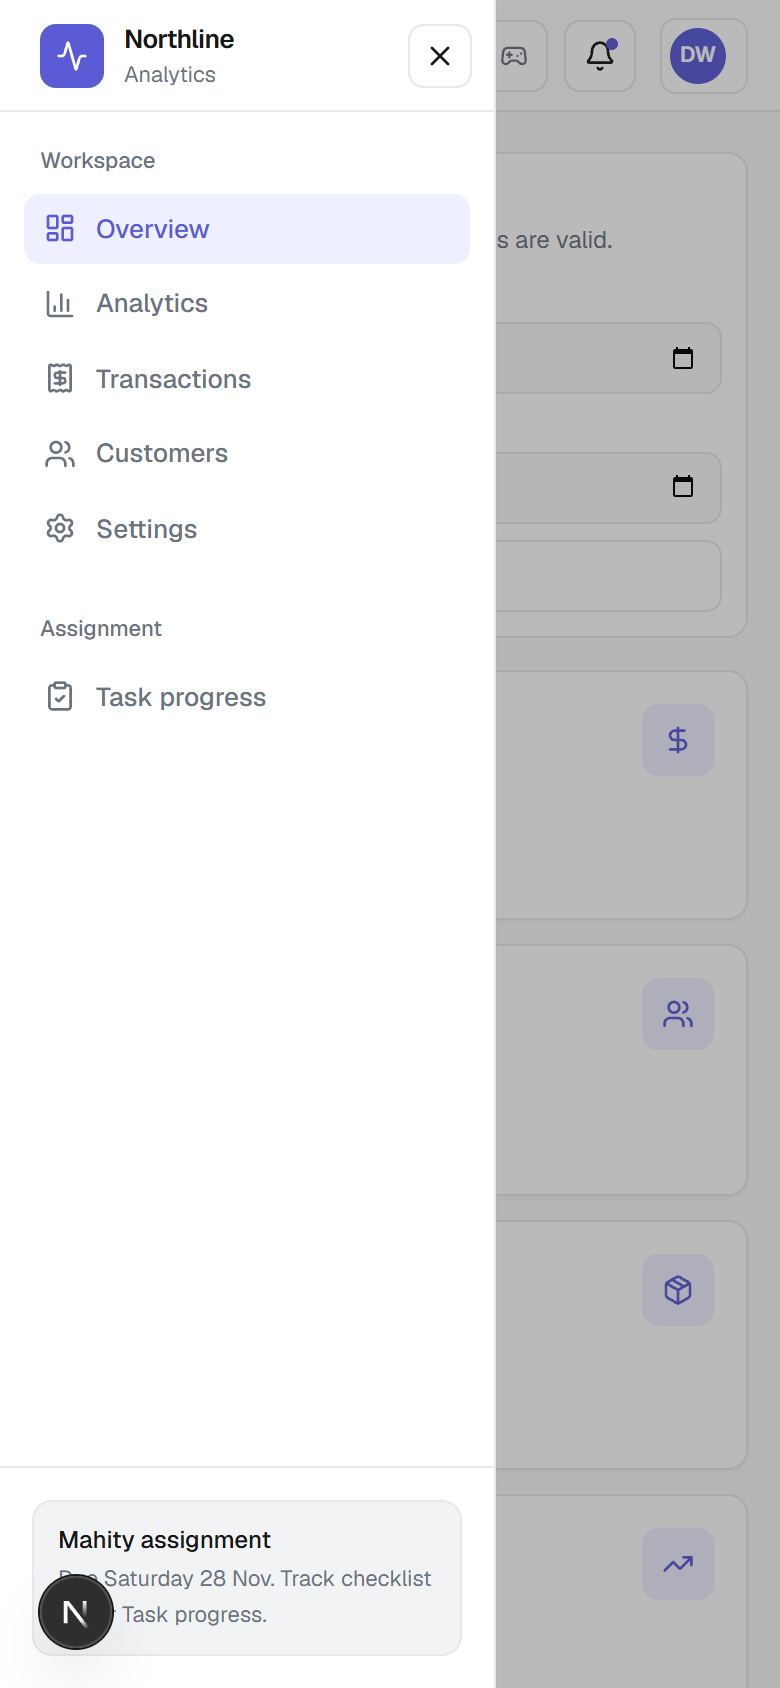 Northline
Analytics
DW
Workspace
s are valid.
Overview
Analytics
Transactions
Customers
Settings
Assignment
Task progress
Mahity assignment
Saturday 28 Nov. Track checklist
Task progress.
N